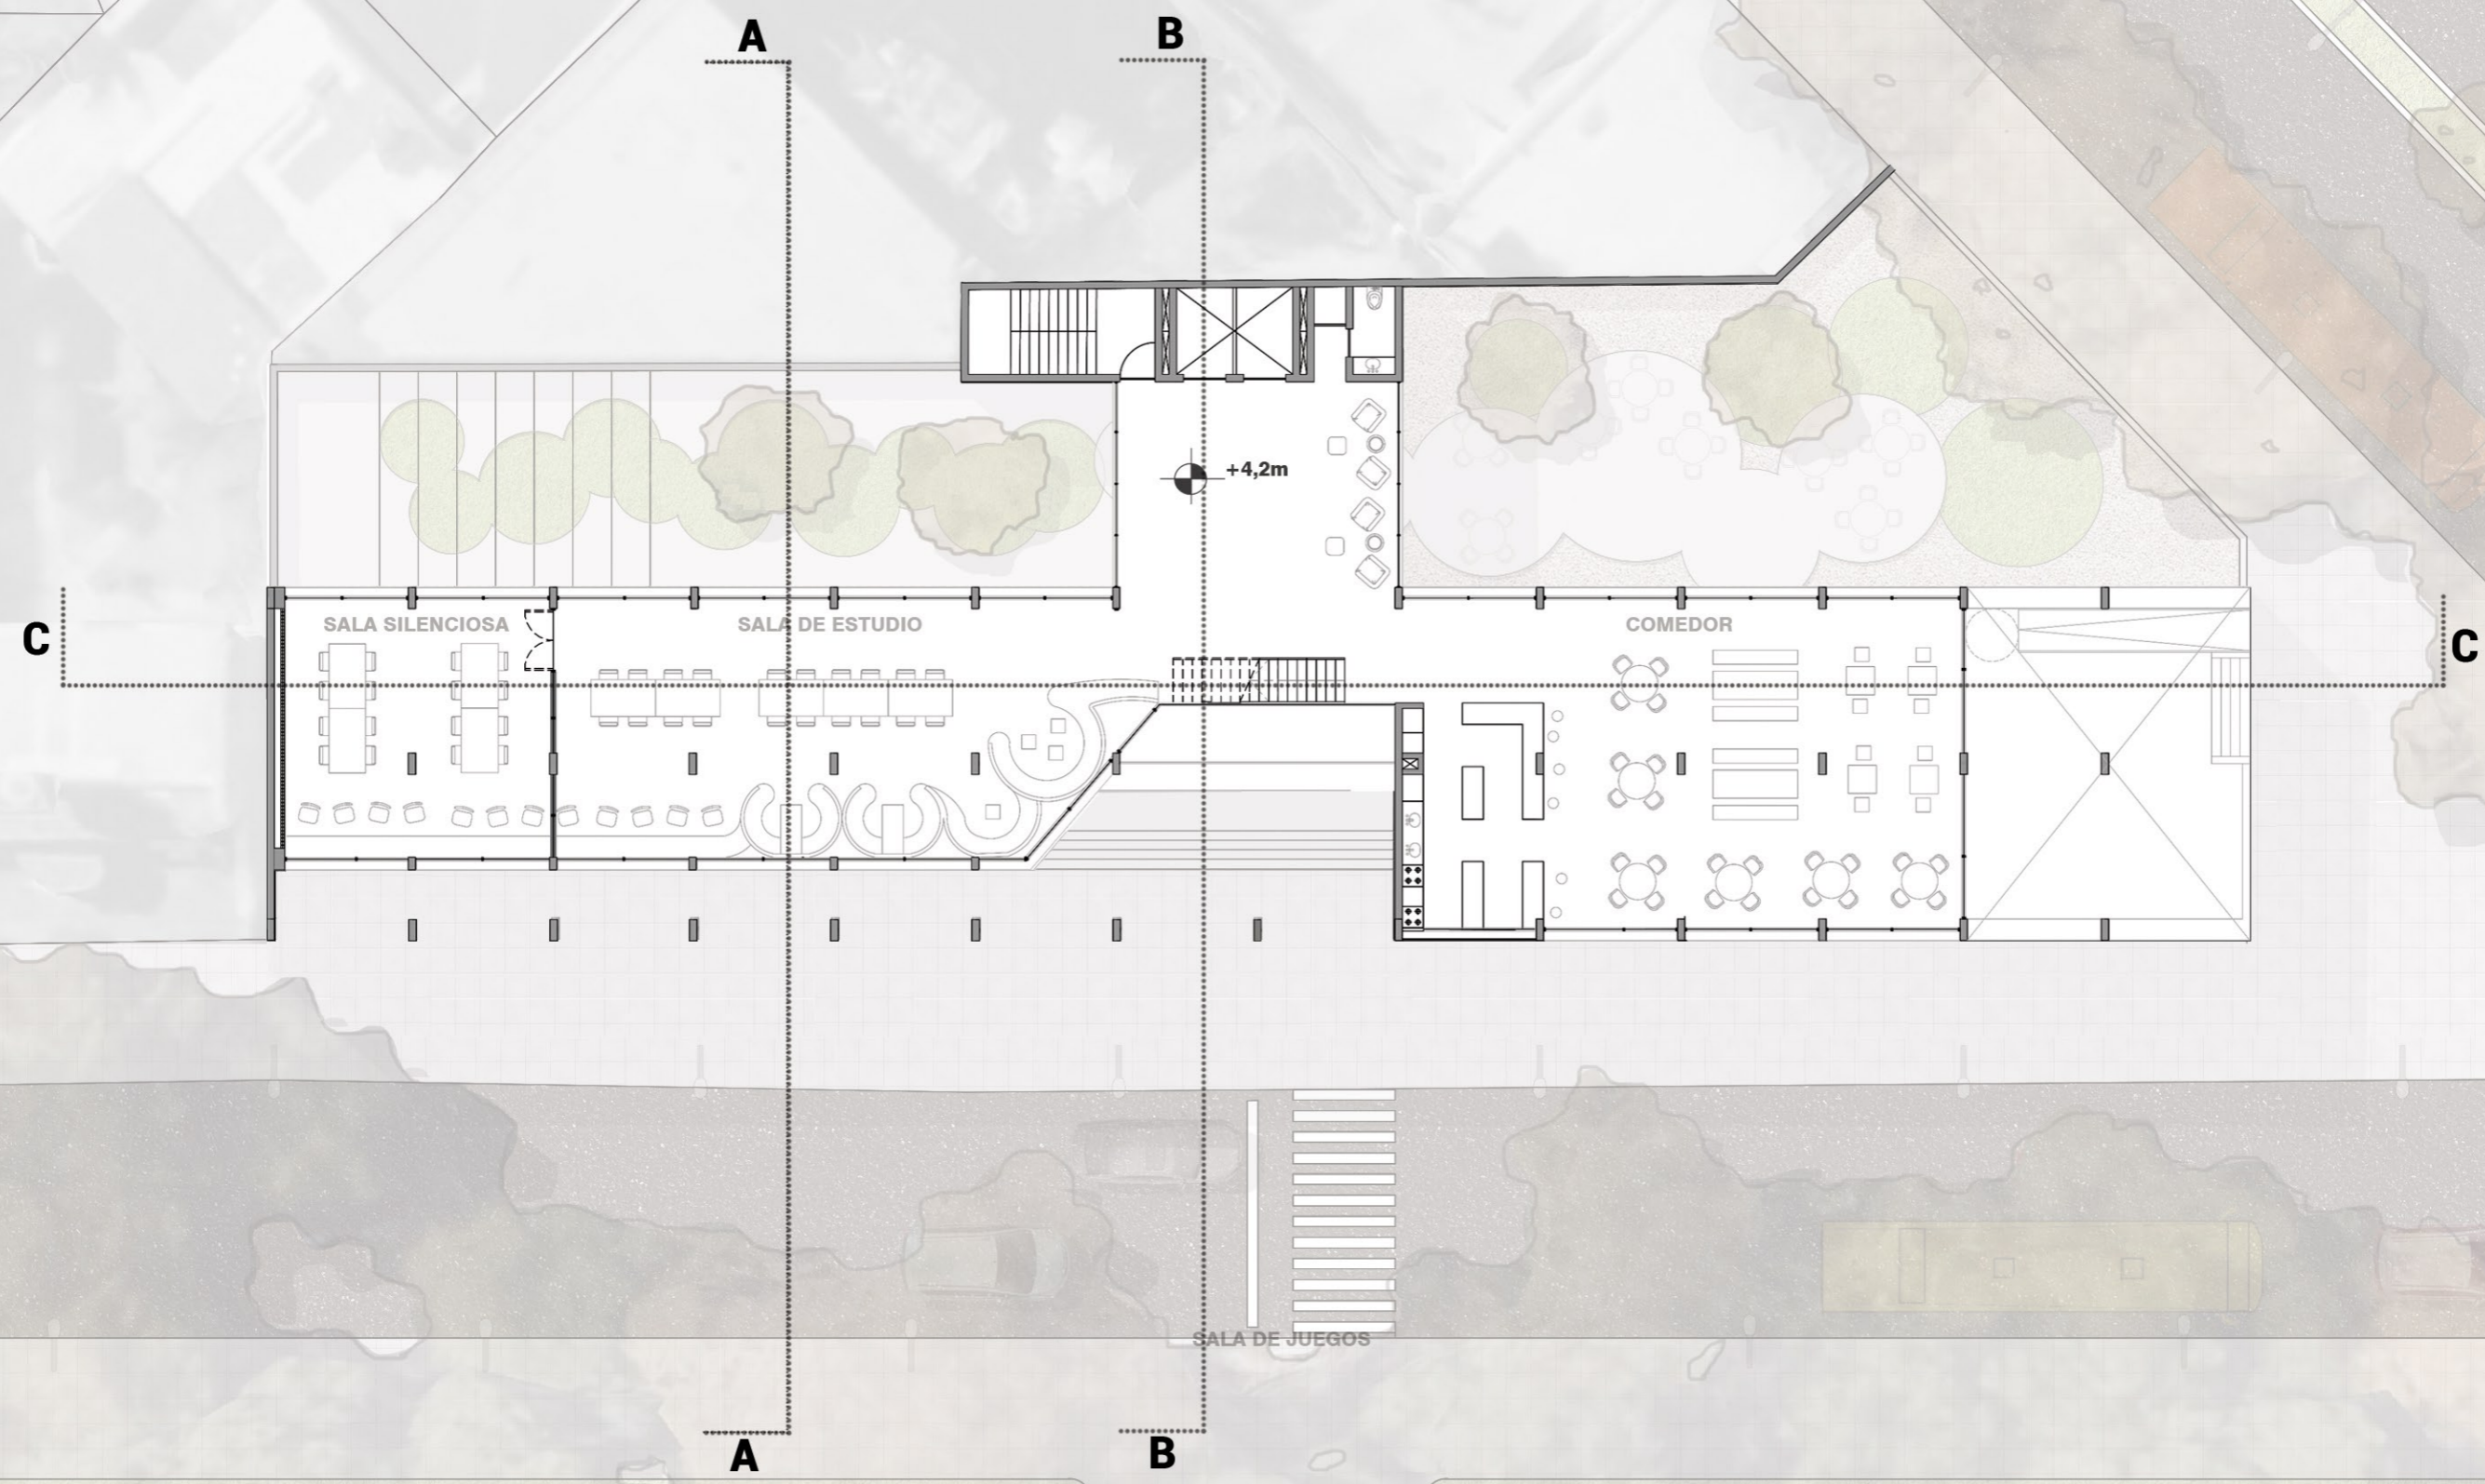 A
B
+4,2m
C
SALA SILENCIOSA
SALA DE ESTUDIO
COMEDOR
C
SALA DE JUEGOS
A
B